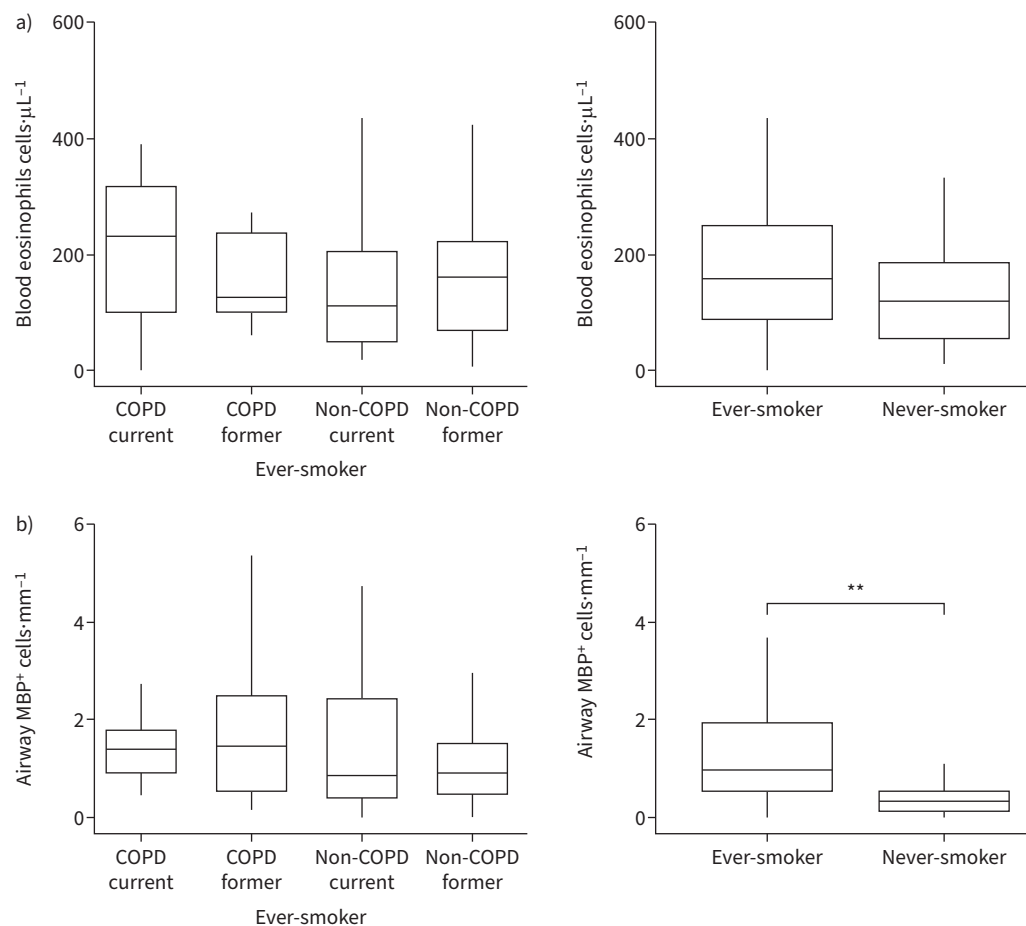 a)
Blood eosinophils cells·μL⁻¹
600
400
200
0
COPD current
COPD former
Non-COPD current
Non-COPD former
Ever-smoker
Blood eosinophils cells·μL⁻¹
600
400
200
0
Ever-smoker
Never-smoker
b)
Airway MBP⁺ cells·mm⁻¹
6
4
2
0
COPD current
COPD former
Non-COPD current
Non-COPD former
Ever-smoker
Airway MBP⁺ cells·mm⁻¹
6
4
2
0
**
Ever-smoker
Never-smoker